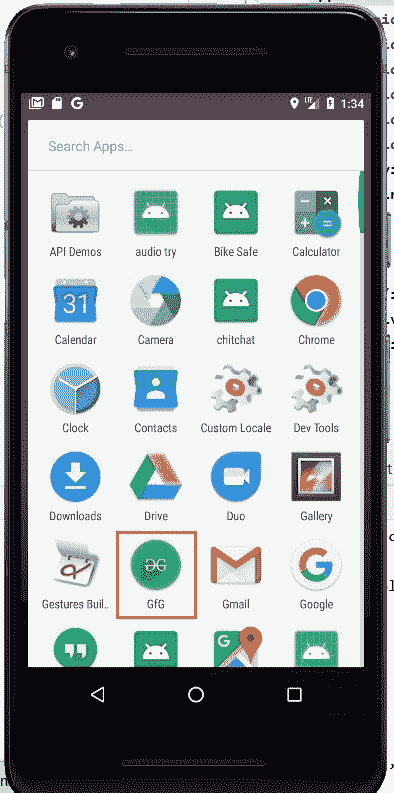 LTE 1:34
Search Apps...
API Demos audio try Bike Safe Calculator
31
Calendar Camera chitchat Chrome
Clock Contacts Custom Locale Dev Tools
Downloads Drive Duo Gallery
Gestures Buil.. GfG Gmail Google